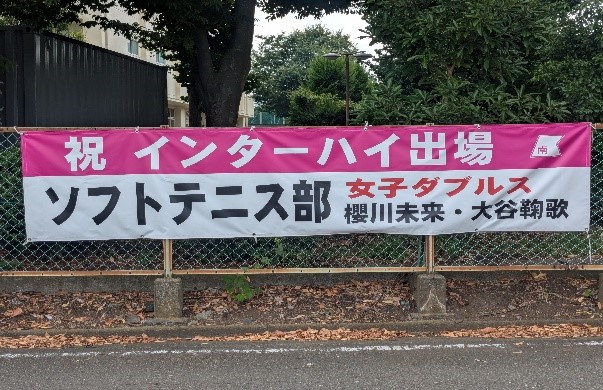 祝 インターハイ出場
南
ソフトテニス部
女子ダブルス
櫻川未来・大谷鞠歌